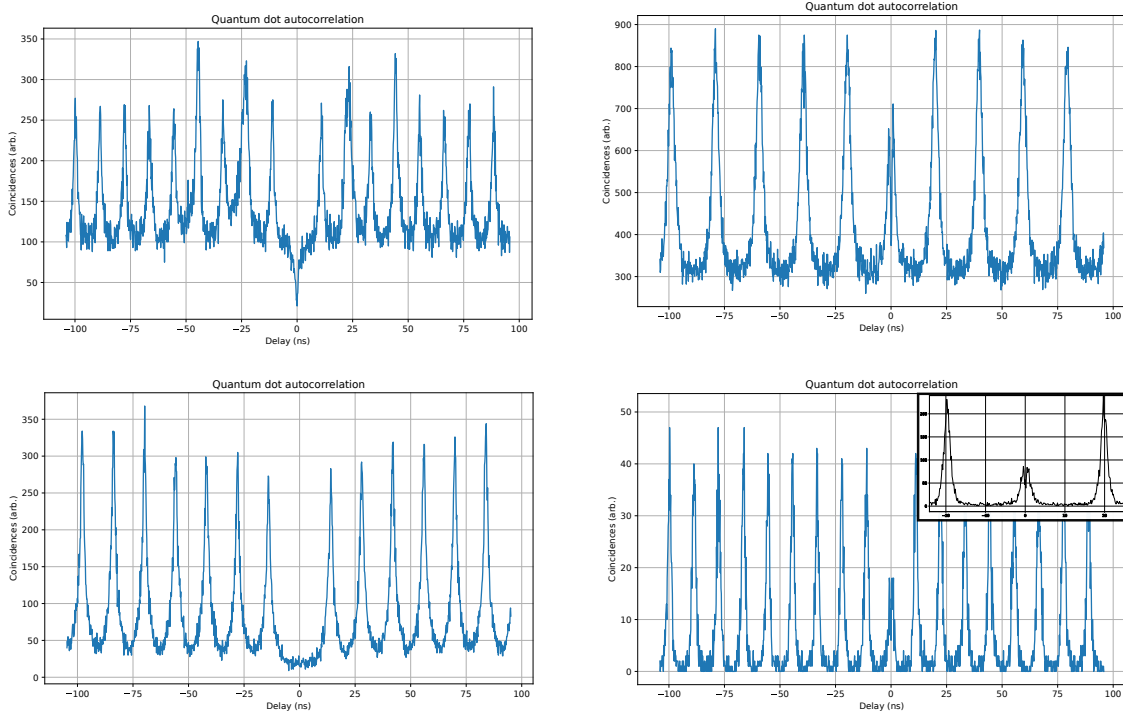 Quantum dot autocorrelation
350
300
250
200
150
100
50
Coincidences (arb.)
−100 −75 −50 −25 0 25 50 75 100
Delay (ns)
Quantum dot autocorrelation
900
800
700
600
500
400
300
Coincidences (arb.)
−100 −75 −50 −25 0 25 50 75 100
Delay (ns)
Quantum dot autocorrelation
350
300
250
200
150
100
50
0
Coincidences (arb.)
−100 −75 −50 −25 0 25 50 75 100
Delay (ns)
Quantum dot autocorrelation
50
40
30
20
10
0
Coincidences (arb.)
−100 −75 −50 −25 0 25 50 75 100
Delay (ns)